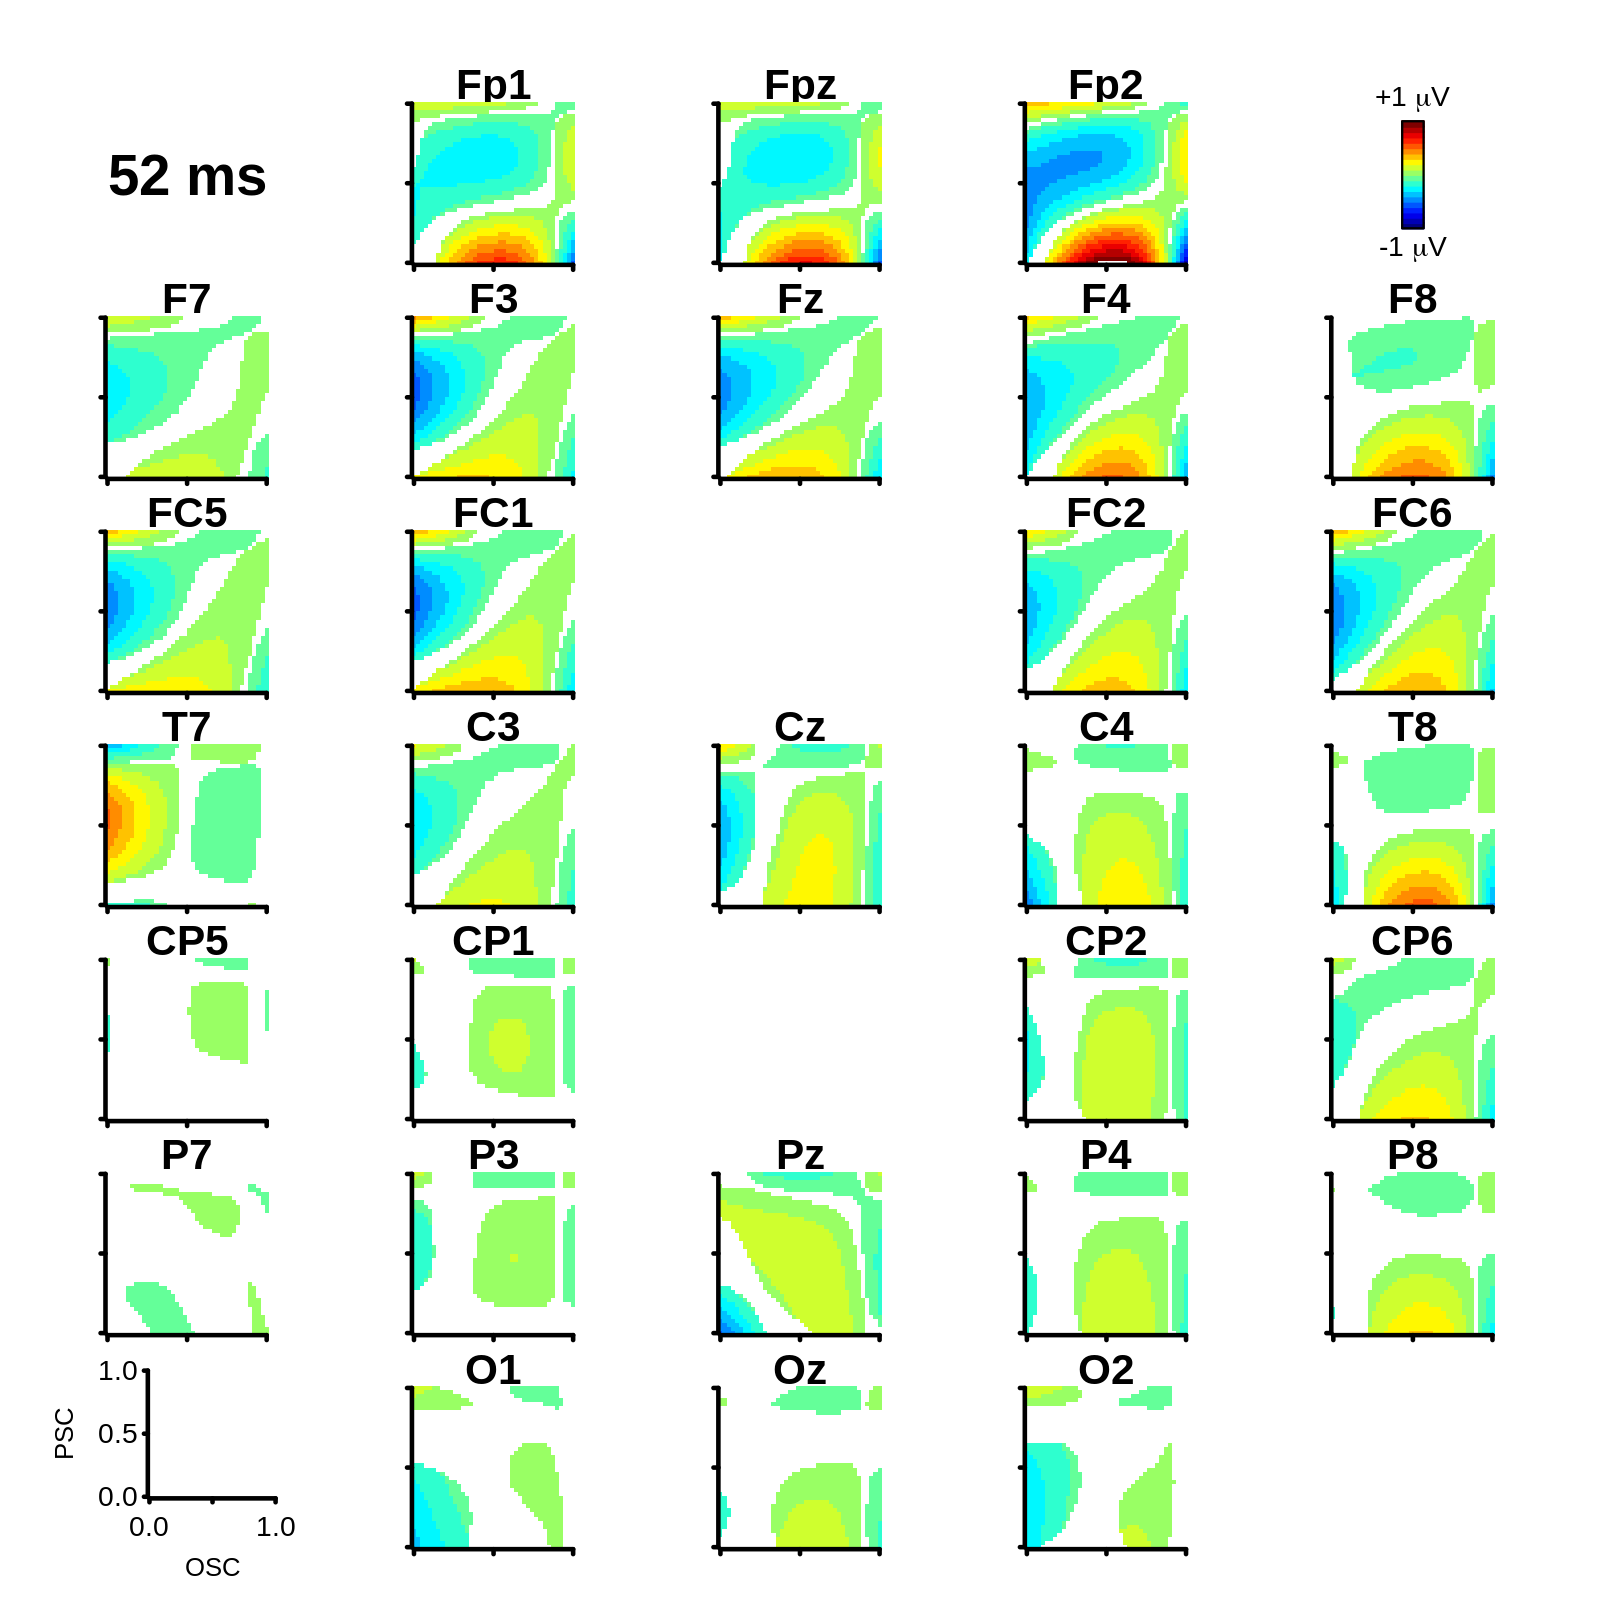 Fp1 Fpz Fp2
+1 µV
52 ms
-1 µV
F7 F3 Fz F4 F8
FC5 FC1 FC2 FC6
T7 C3 Cz C4 T8
CP5 CP1 CP2 CP6
P7 P3 Pz P4 P8
O1 Oz O2
1.0
PSC
0.5
0.0
0.0 1.0
OSC